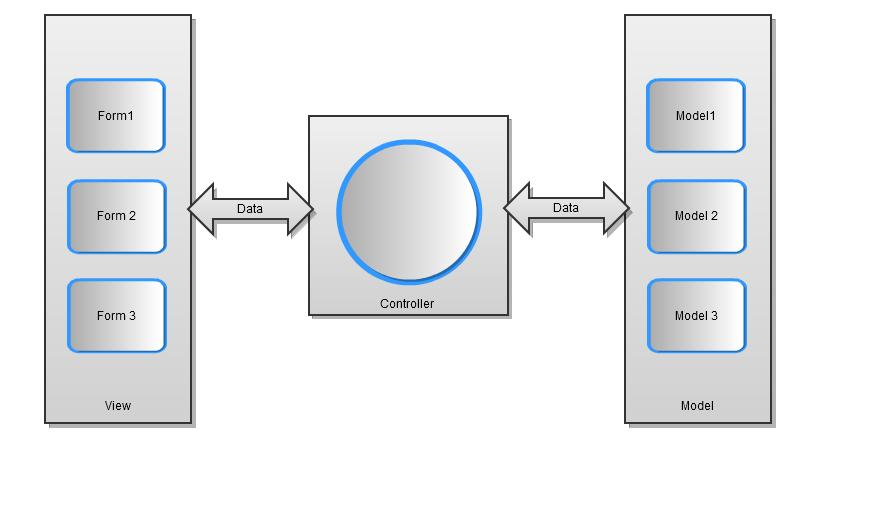 Form1
Form 2
Form 3
View
Data
Controller
Data
Model1
Model 2
Model 3
Model